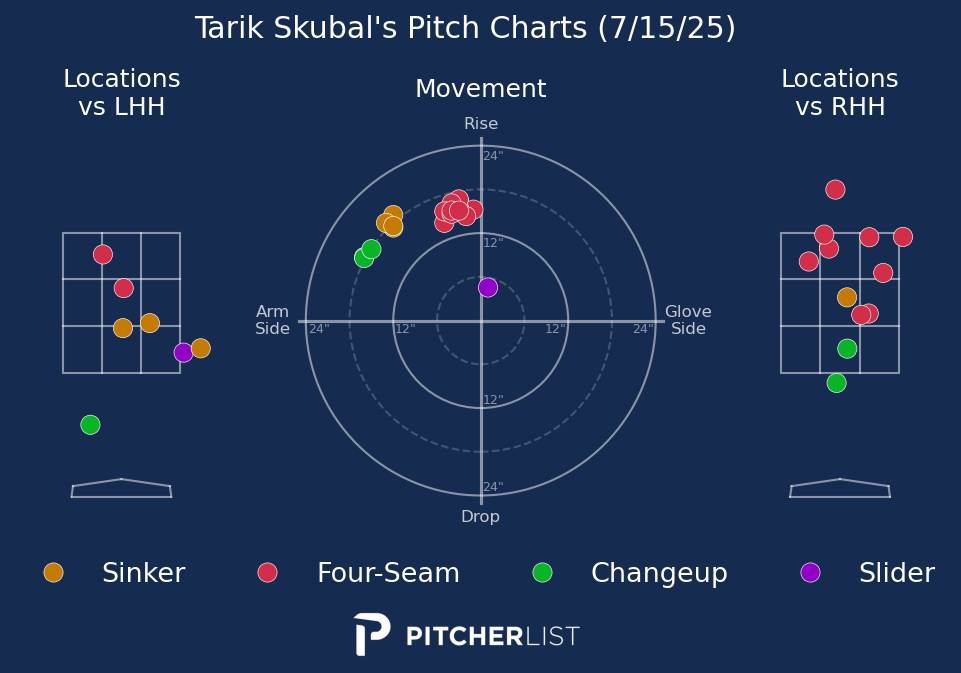 Tarik Skubal's Pitch Charts (7/15/25)
Locations
vs LHH
Movement
Locations
vs RHH
Rise
24"
12"
Arm
Side
24"
12"
12"
24"
Glove
Side
12"
24"
Drop
Sinker
Four-Seam
Changeup
Slider
PITCHERLIST